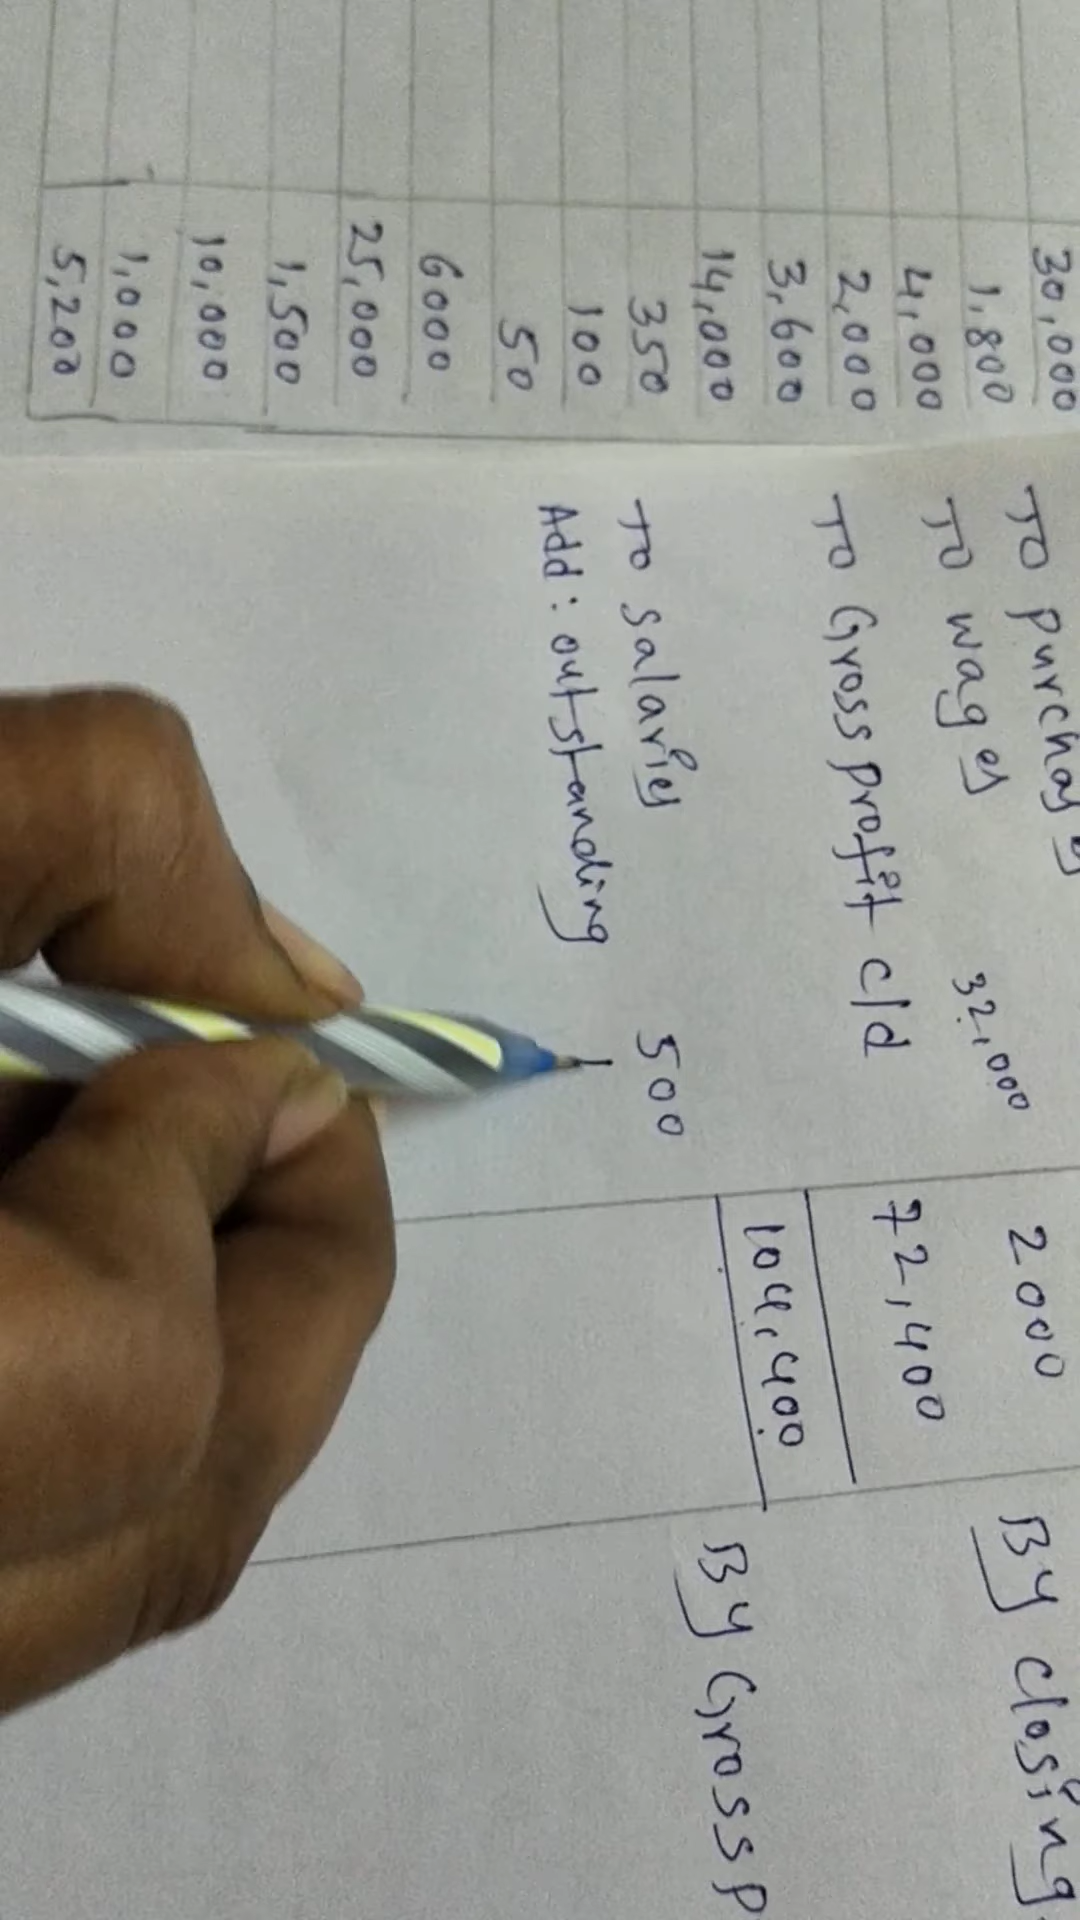 30,000
1,800
4,000
2,000
3,600
14,000
350
100
50
6000
25,000
1,500
10,000
1,000
5,200
To purchases
To wages 2000
32,000
To Gross profit c/d 72,400
104,400
To salaries 500
Add: outstanding 1
By closing
By Gross P